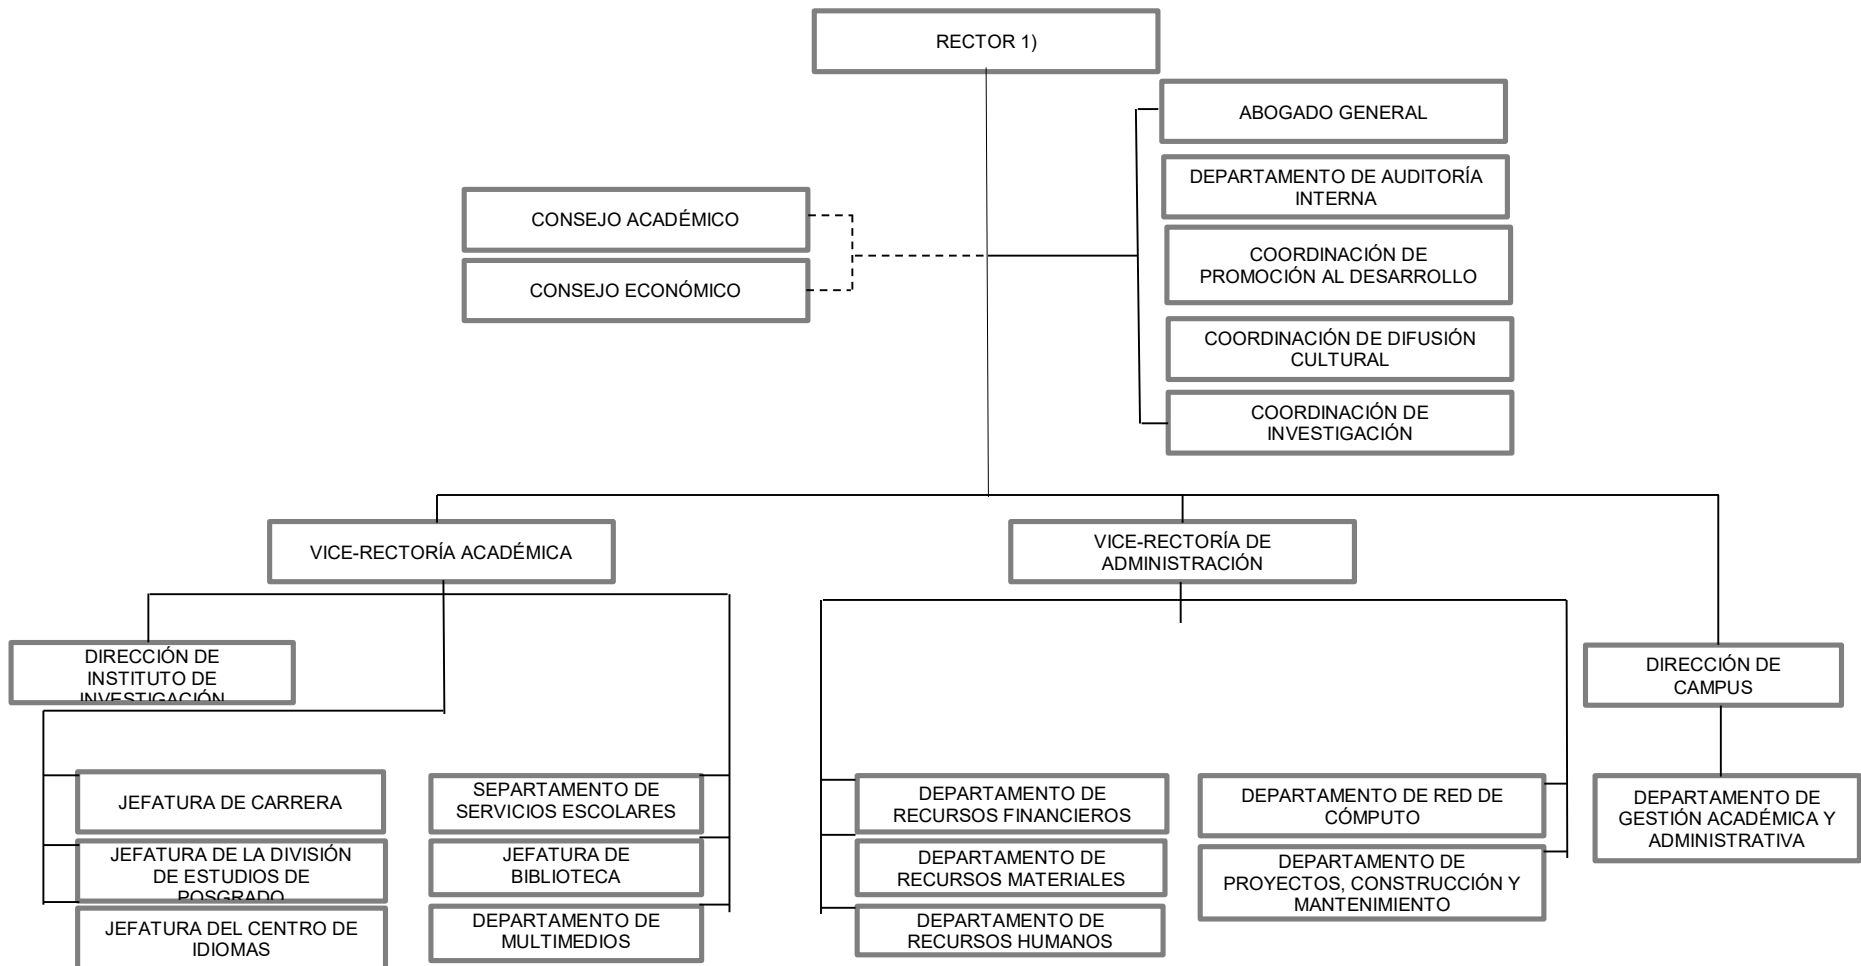 RECTOR 1)
ABOGADO GENERAL
DEPARTAMENTO DE AUDITORÍA
INTERNA
CONSEJO ACADÉMICO
CONSEJO ECONÓMICO
COORDINACIÓN DE
PROMOCIÓN AL DESARROLLO
COORDINACIÓN DE DIFUSIÓN
CULTURAL
COORDINACIÓN DE
INVESTIGACIÓN
VICE-RECTORÍA ACADÉMICA
VICE-RECTORÍA DE
ADMINISTRACIÓN
DIRECCIÓN DE
INSTITUTO DE
INVESTIGACIÓN
DIRECCIÓN DE
CAMPUS
JEFATURA DE CARRERA
SEPARTAMENTO DE
SERVICIOS ESCOLARES
DEPARTAMENTO DE
RECURSOS FINANCIEROS
DEPARTAMENTO DE RED DE
CÓMPUTO
DEPARTAMENTO DE
GESTIÓN ACADÉMICA Y
ADMINISTRATIVA
JEFATURA DE LA DIVISIÓN
DE ESTUDIOS DE
POSGRADO
JEFATURA DE
BIBLIOTECA
DEPARTAMENTO DE
RECURSOS MATERIALES
DEPARTAMENTO DE
PROYECTOS, CONSTRUCCIÓN Y
MANTENIMIENTO
JEFATURA DEL CENTRO DE
IDIOMAS
DEPARTAMENTO DE
MULTIMEDIOS
DEPARTAMENTO DE
RECURSOS HUMANOS